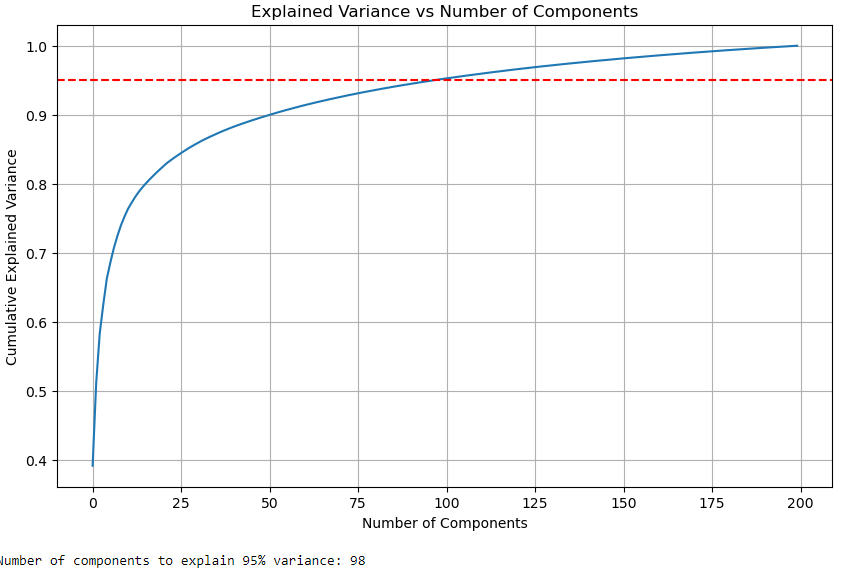 Explained Variance vs Number of Components
Cumulative Explained Variance
1.0
0.9
0.8
0.7
0.6
0.5
0.4
0 25 50 75 100 125 150 175 200
Number of Components
Number of components to explain 95% variance: 98